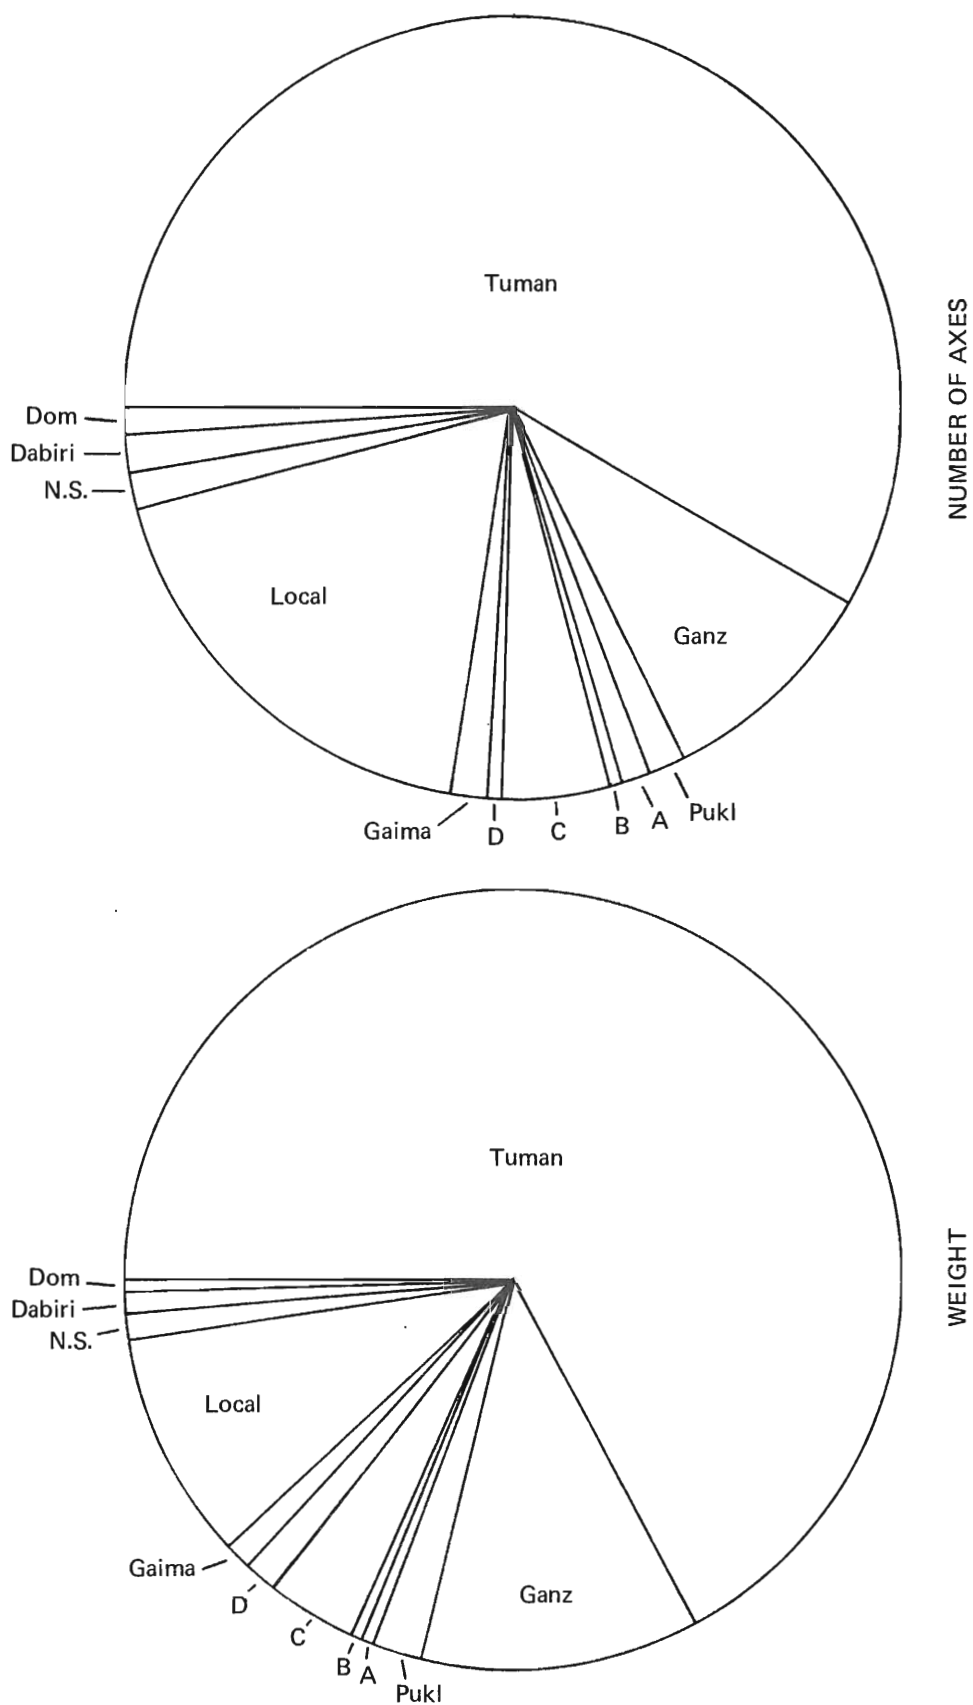 Tuman
NUMBER OF AXES
Dom
Dabiri
N.S.
Local
Ganz
Gaima
D
C
B
A
Pukl
Tuman
WEIGHT
Dom
Dabiri
N.S.
Local
Gaima
D
C
B
A
Pukl
Ganz